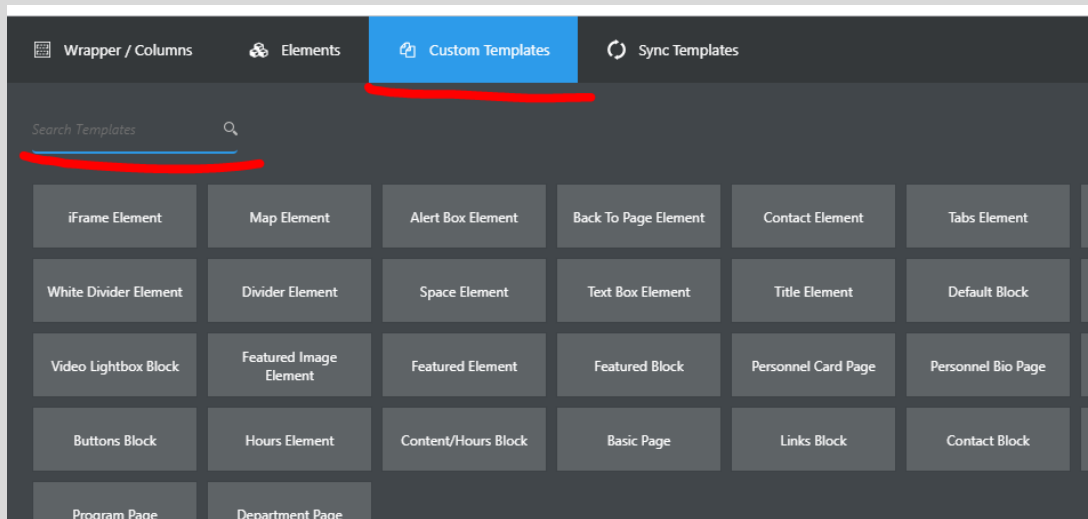 Wrapper / Columns Elements Custom Templates Sync Templates
Search Templates
iFrame Element Map Element Alert Box Element Back To Page Element Contact Element Tabs Element
White Divider Element Divider Element Space Element Text Box Element Title Element Default Block
Video Lightbox Block Featured Image Element Featured Element Featured Block Personnel Card Page Personnel Bio Page
Buttons Block Hours Element Content/Hours Block Basic Page Links Block Contact Block
Program Page Department Page